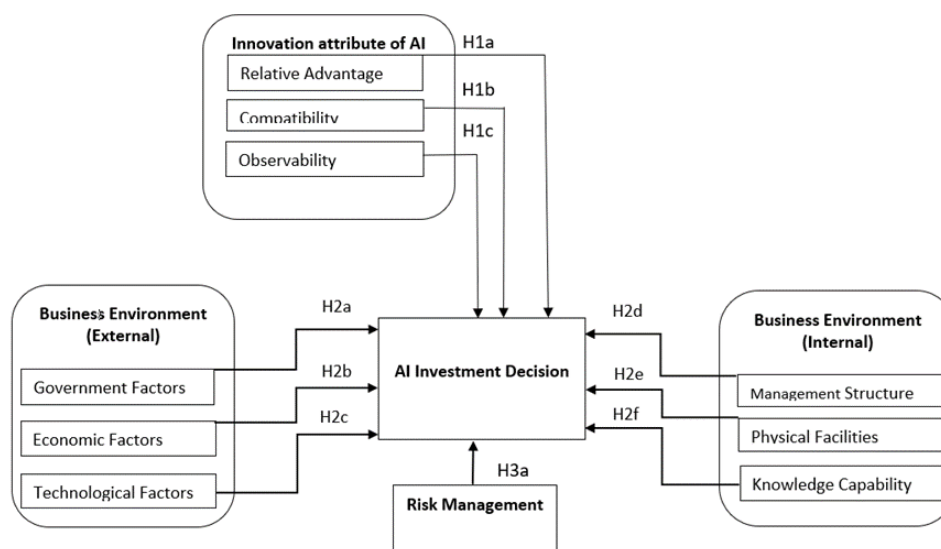 Innovation attribute of AI
H1a
Relative Advantage
H1b
Compatibility
H1c
Observability
Business Environment
(External)
H2a
Government Factors
H2b
Economic Factors
H2c
Technological Factors
AI Investment Decision
H2d
Business Environment
(Internal)
H2e
Management Structure
H2f
Physical Facilities
Knowledge Capability
H3a
Risk Management